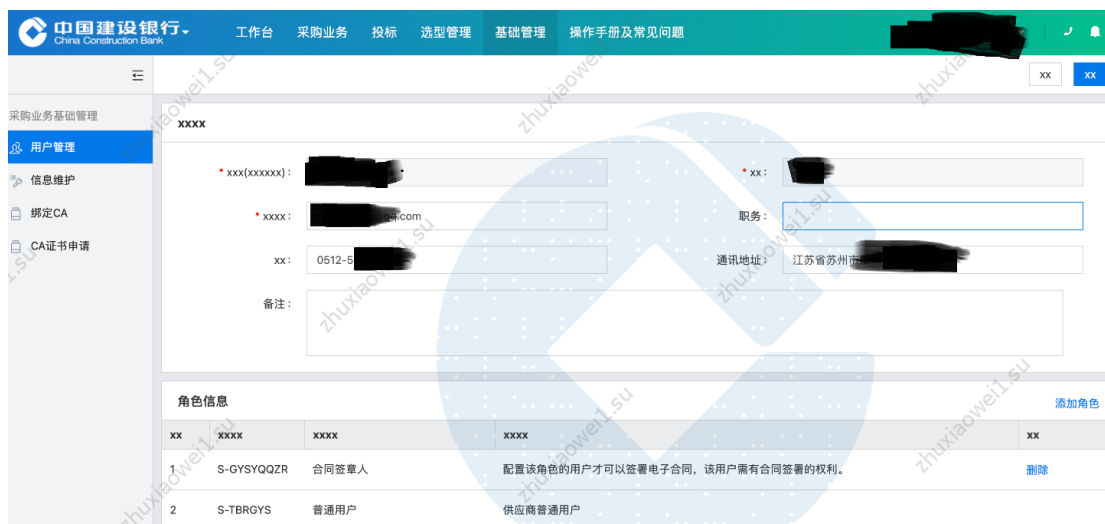 中国建设银行
China Construction Bank
工作台 采购业务 投标 选型管理 基础管理 操作手册及常见问题
xx xx
采购业务基础管理
用户管理
信息维护
绑定CA
CA证书申请
xxxx
* xxx(xxxxxx) :
* xx :
* xxxx : .com
职务 :
xx : 0512-5
通讯地址 : 江苏省苏州市
备注 :
角色信息 添加角色
xx xxxx xxxx xxxx xx
1 S-GYSYQQZR 合同签章人 配置该角色的用户才可以签署电子合同，该用户需有合同签署的权利。 删除
2 S-TBRGYS 普通用户 供应商普通用户
zhuxiaowei1.su